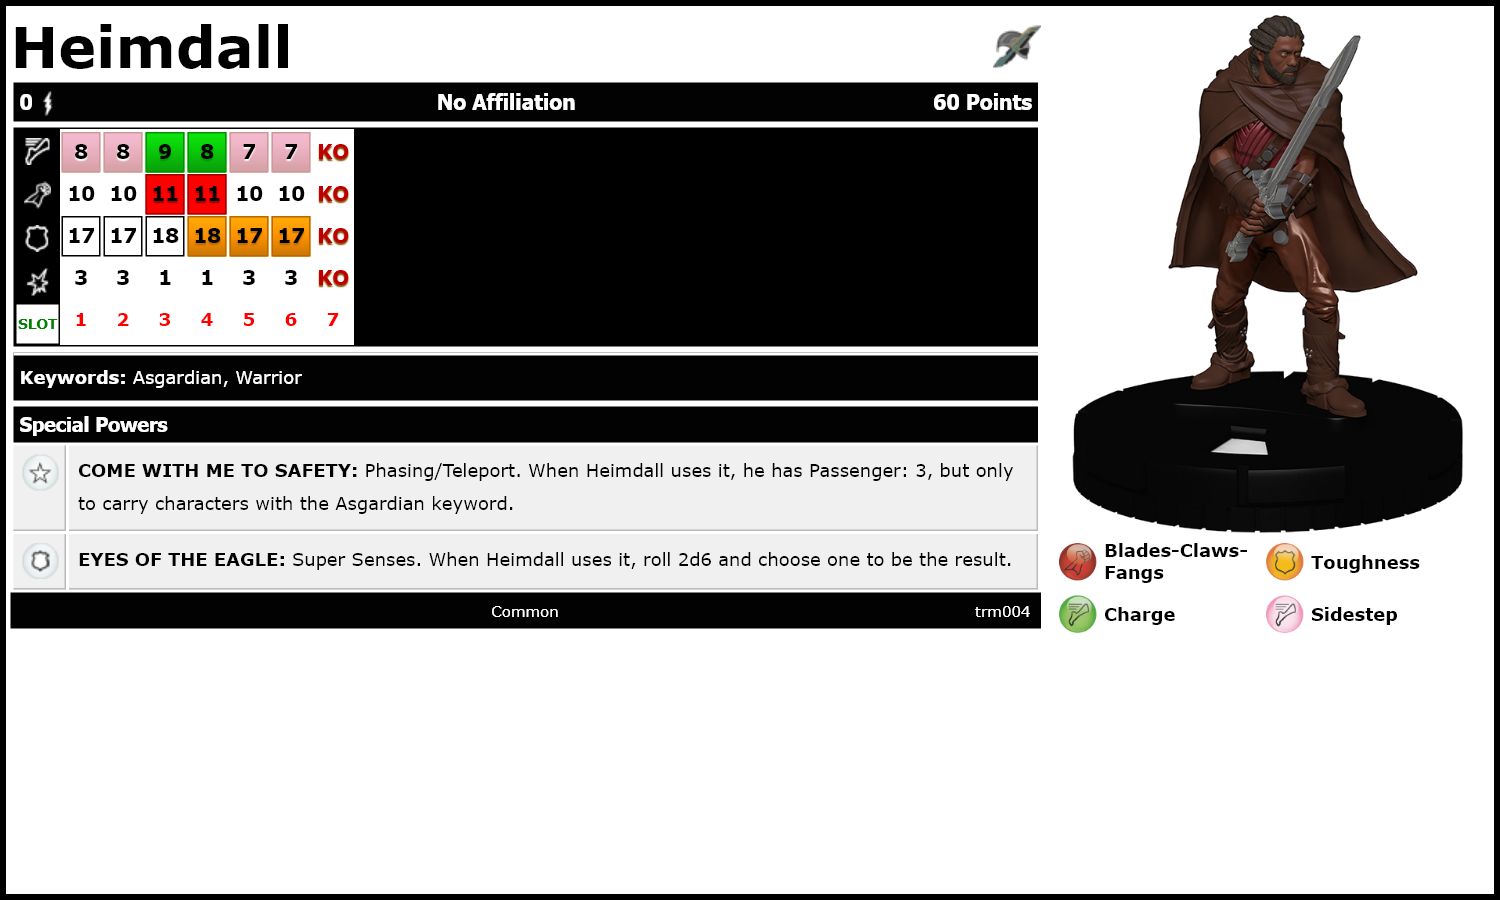 Heimdall
0 No Affiliation 60 Points
8 8 9 8 7 7 KO
10 10 11 11 10 10 KO
17 17 18 18 17 17 KO
3 3 1 1 3 3 KO
SLOT 1 2 3 4 5 6 7
Keywords: Asgardian, Warrior
Special Powers
COME WITH ME TO SAFETY: Phasing/Teleport. When Heimdall uses it, he has Passenger: 3, but only
to carry characters with the Asgardian keyword.
EYES OF THE EAGLE: Super Senses. When Heimdall uses it, roll 2d6 and choose one to be the result.
Common trm004
Blades-Claws-
Fangs
Toughness
Charge
Sidestep